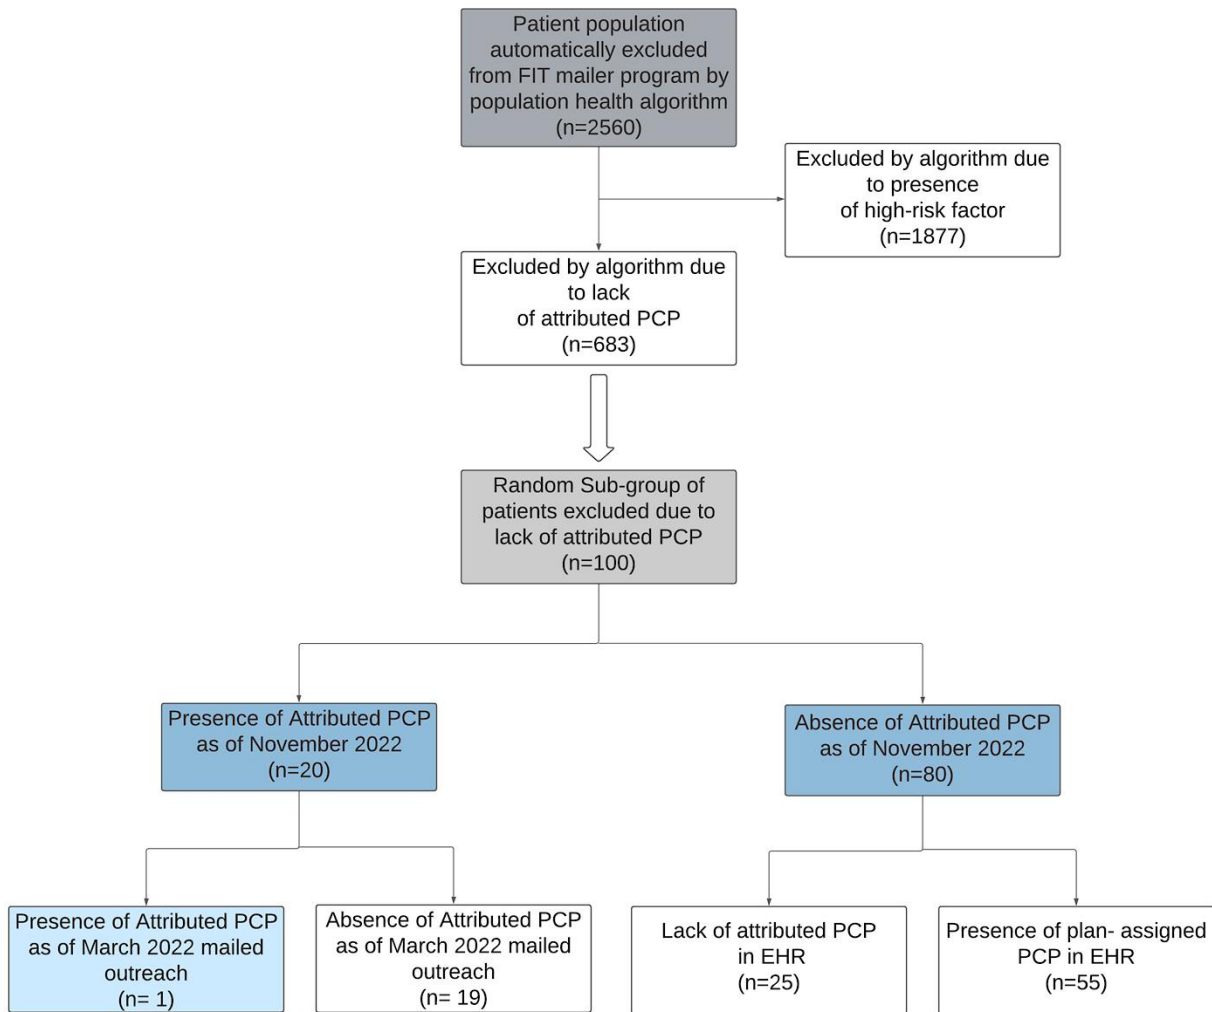 Patient population
automatically excluded
from FIT mailer program by
population health algorithm
(n=2560)
Excluded by algorithm due
to presence
of high-risk factor
(n=1877)
Excluded by algorithm due
to lack
of attributed PCP
(n=683)
Random Sub-group of
patients excluded due to
lack of attributed PCP
(n=100)
Presence of Attributed PCP
as of November 2022
(n=20)
Absence of Attributed PCP
as of November 2022
(n=80)
Presence of Attributed PCP
as of March 2022 mailed
outreach
(n= 1)
Absence of Attributed PCP
as of March 2022 mailed
outreach
(n= 19)
Lack of attributed PCP
in EHR
(n=25)
Presence of plan- assigned
PCP in EHR
(n=55)